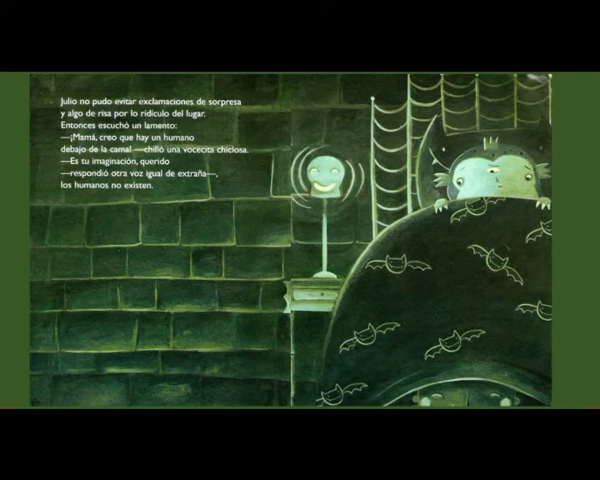 Julio no pudo evitar exclamaciones de sorpresa
y algo de risa por lo ridículo del lugar.
Entonces escuchó un lamento:
—¡Mamá, creo que hay un humano
debajo de la cama! —chilló una vocecita chiclosa.
—Es tu imaginación, querido
—respondió otra voz igual de extraña—,
los humanos no existen.